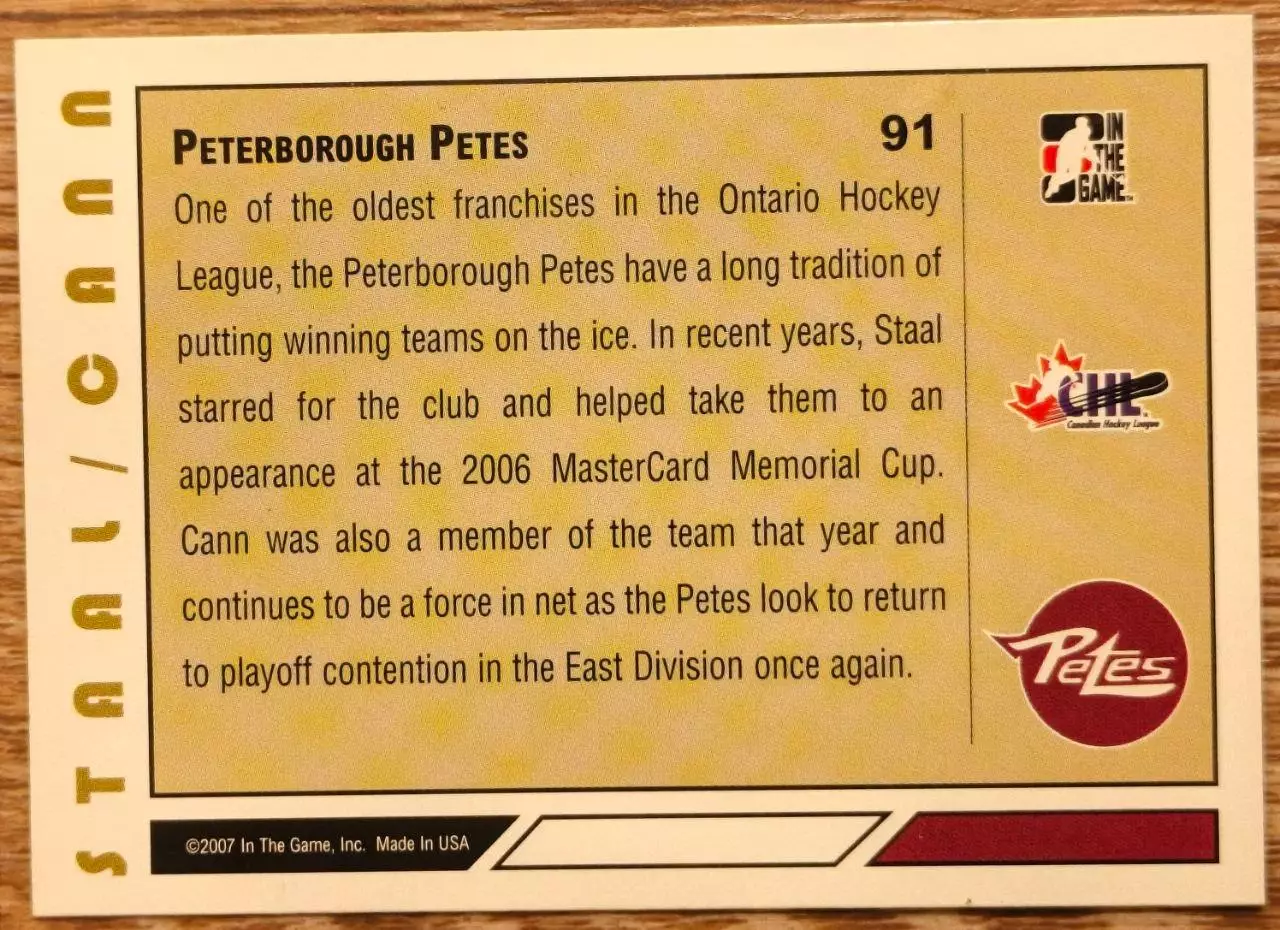 STAAL/CANN
PETERBOROUGH PETES
91
One of the oldest franchises in the Ontario Hockey
League, the Peterborough Petes have a long tradition of
putting winning teams on the ice. In recent years, Staal
starred for the club and helped take them to an
appearance at the 2006 MasterCard Memorial Cup.
Cann was also a member of the team that year and
continues to be a force in net as the Petes look to return
to playoff contention in the East Division once again.
IN
THE
GAME
CHL
Canadian Hockey League
Petes
©2007 In The Game, Inc. Made In USA